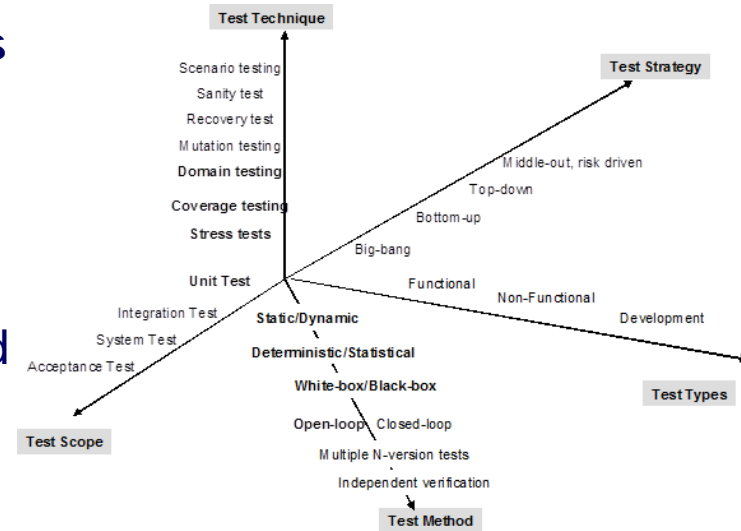 Test Technique
s
Test Strategy
Scenario testing
Sanity test
Recovery test
Mutation testing
Domain testing
Coverage testing
Stress tests
Middle-out, risk driven
Top-down
Bottom-up
Big-bang
Unit Test
Integration Test
System Test
Acceptance Test
Test Scope
d
Functional
Non-Functional
Development
Test Types
Static/Dynamic
Deterministic/Statistical
White-box/Black-box
Open-loop Closed-loop
Multiple N-version tests
Independent verification
Test Method